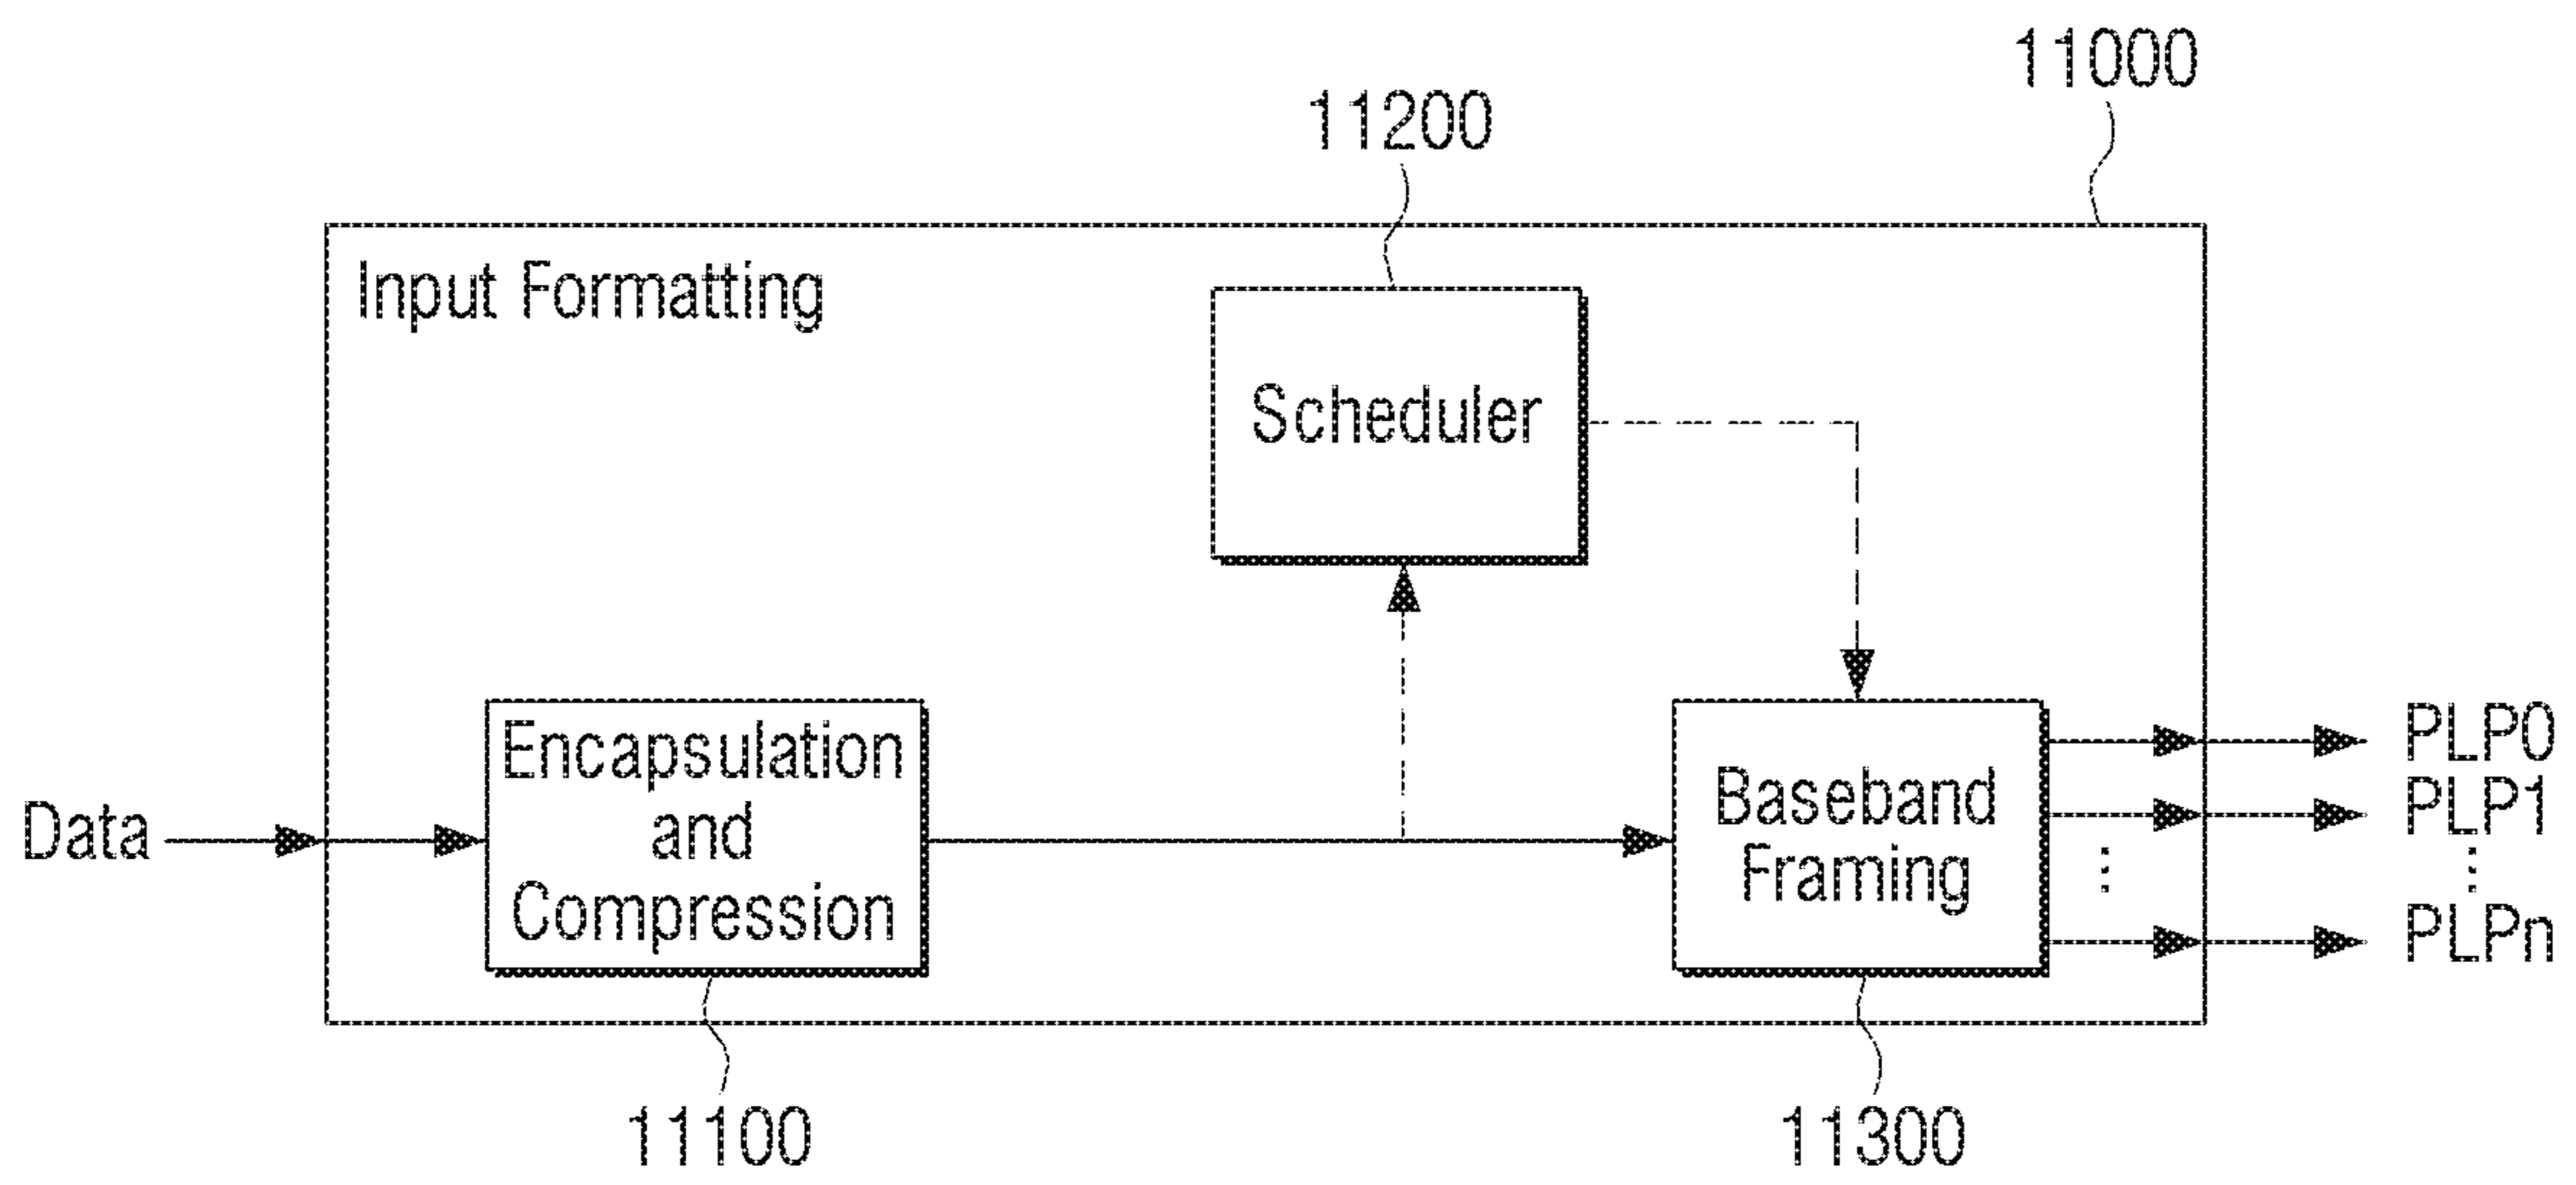 11000
11200
Input Formatting
Scheduler
Encapsulation
and
Compression
Data
Baseband
Framing
PLP0
PLP1
⋮
⋮
PLPn
11100
11300